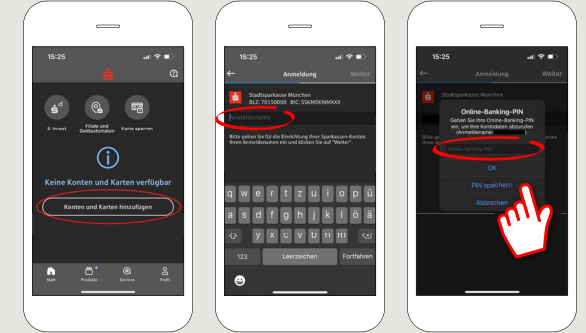 15:25
S-Invest
Filiale und
Geldautomaten
Karte sperren
Keine Konten und Karten verfügbar
Konten und Karten hinzufügen
Start
Produkte
Services
Profil
15:25
Anmeldung
Weiter
Stadtsparkasse München
BLZ: 70150000 BIC: SSKMDEMMXXX
Anmeldename
Bitte geben Sie für die Einrichtung Ihrer Sparkassen-Konten
Ihren Anmeldenamen ein und klicken Sie auf "Weiter".
q w e r t z u i o p ü
a s d f g h j k l ö ä
y x c v b n m
123
Leerzeichen
Fortfahren
15:25
Anmeldung
Weiter
Stadtsparkasse München
Online-Banking-PIN
Geben Sie Ihre Online-Banking-PIN
ein, um Ihre Kontodaten abzurufen
(Anmeldename: ).
Online-Banking-PIN
OK
PIN speichern
Abbrechen